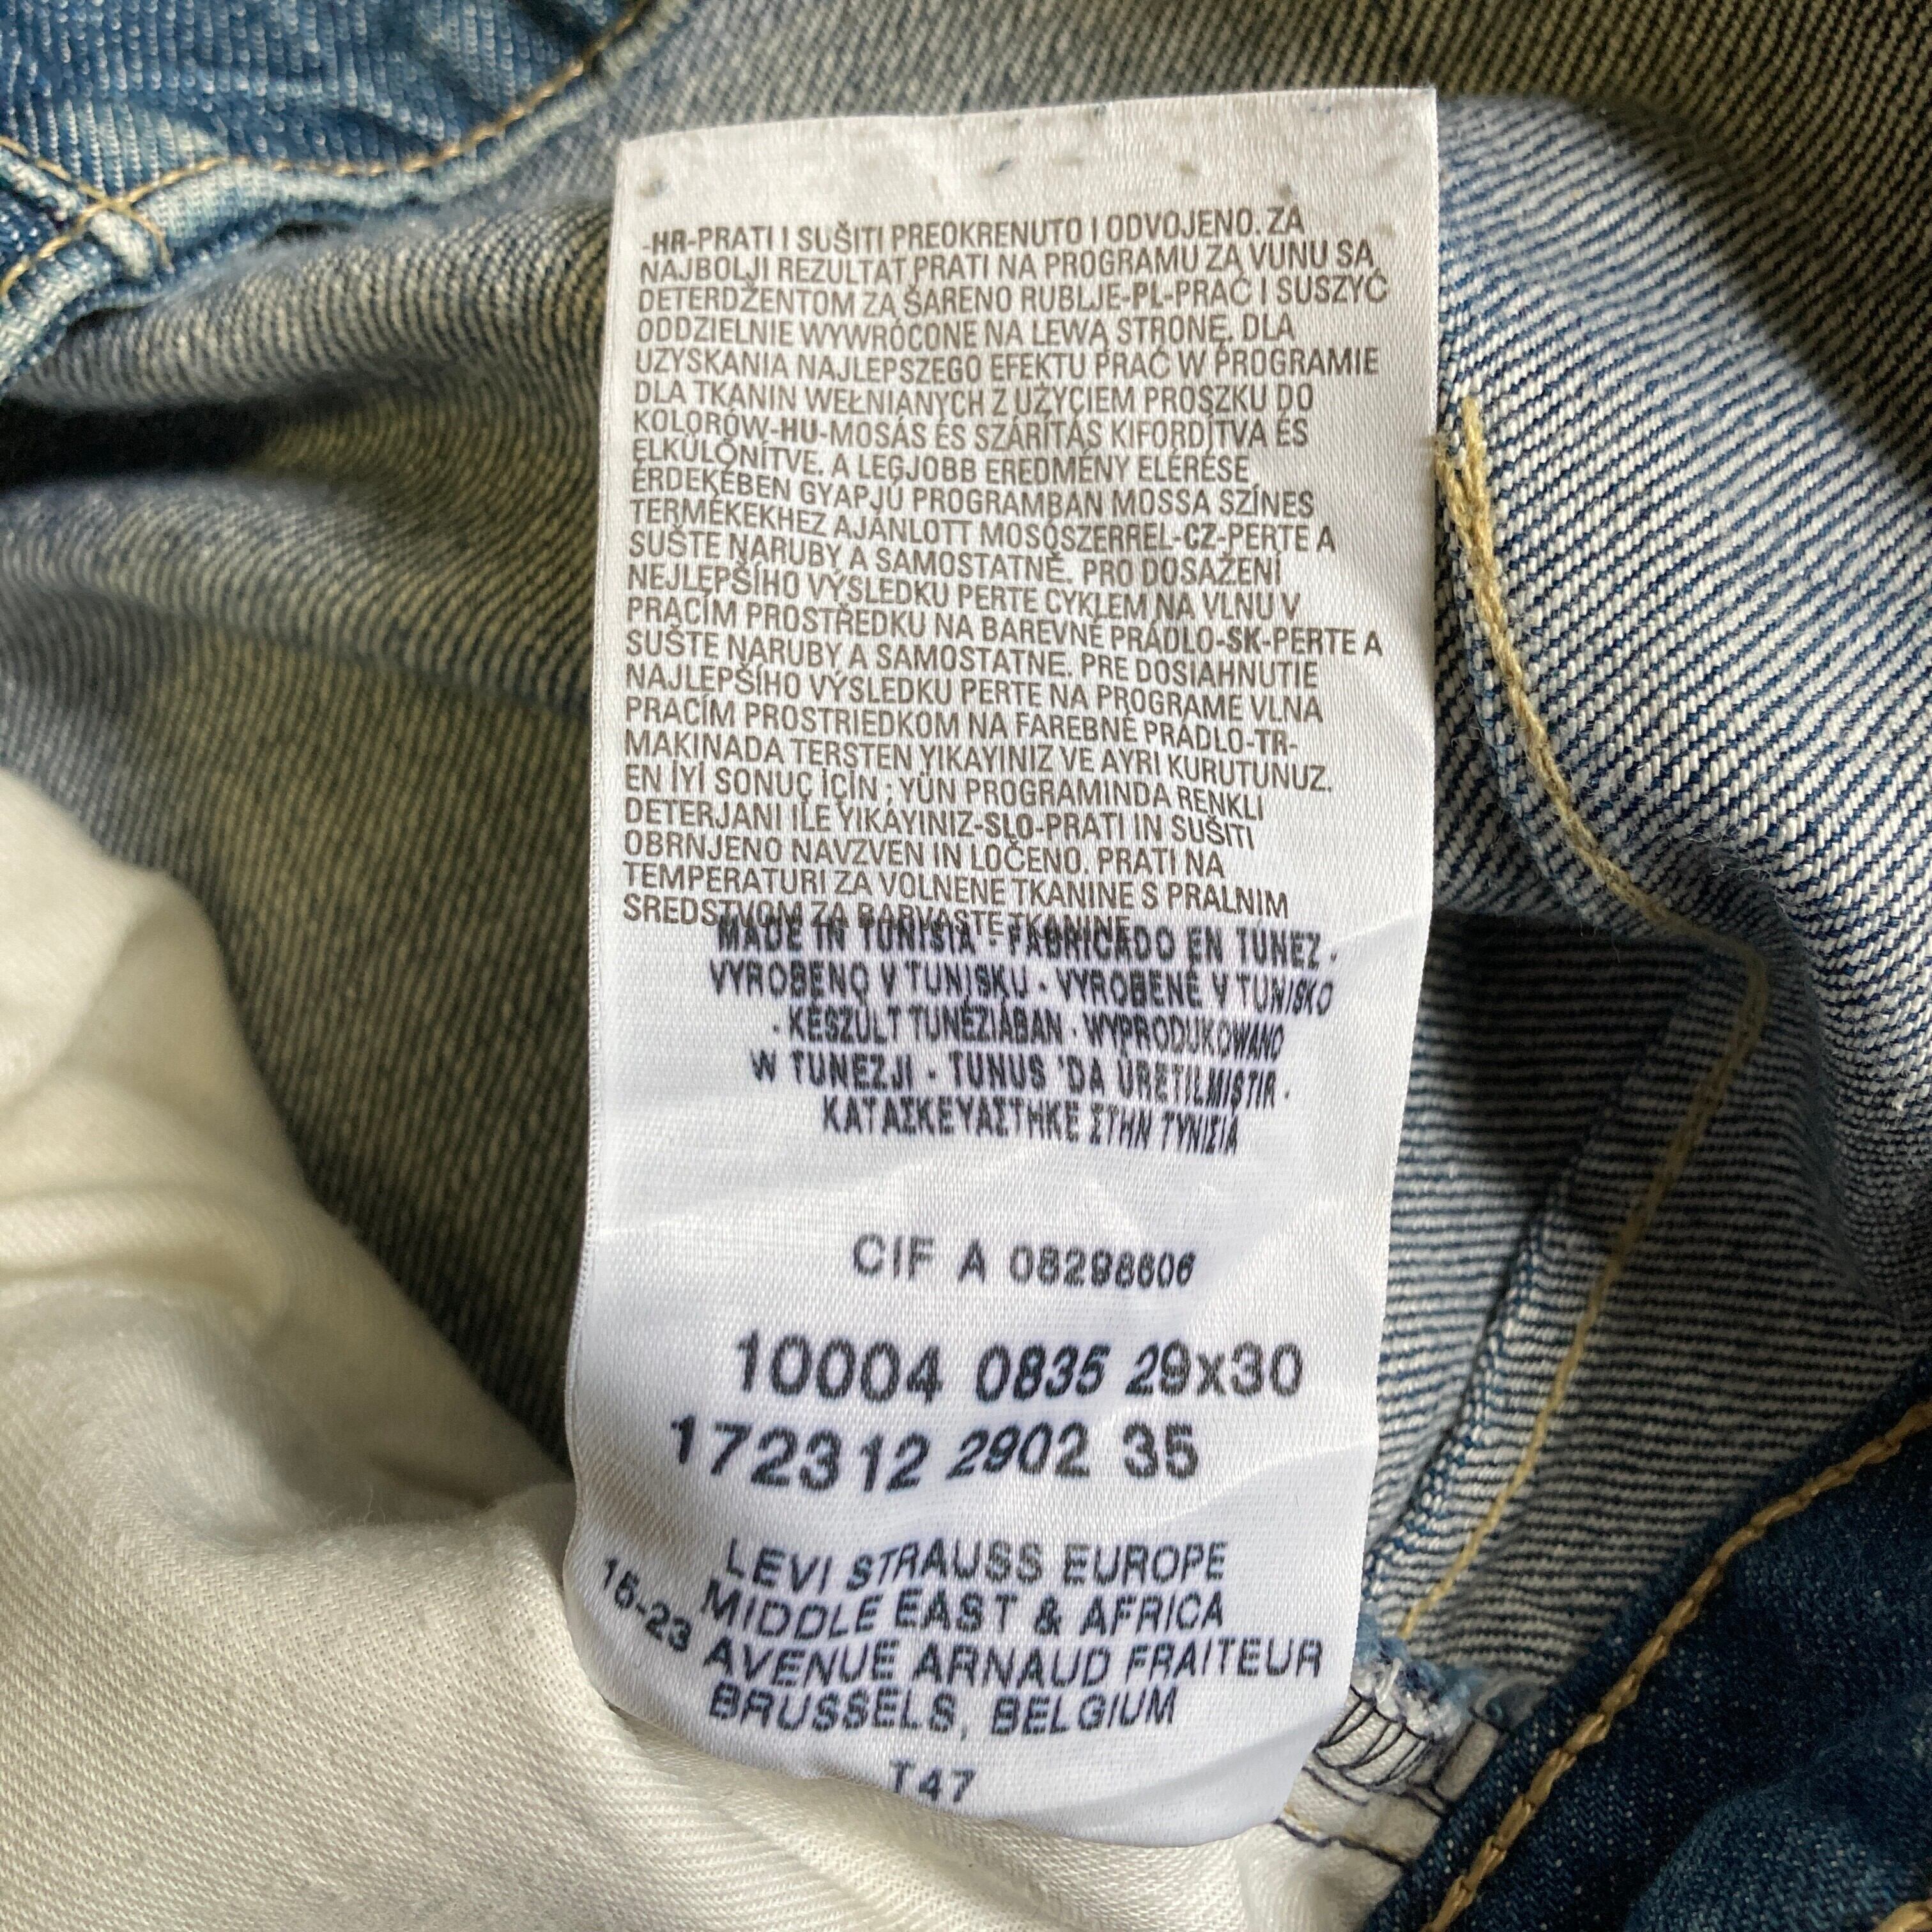 -HR-PRATI I SUŠITI PREOKRENUTO I ODVOJENO. ZA
NAJBOLJI REZULTAT PRATI NA PROGRAMU ZA VUNU SA
DETERDŽENTOM ZA ŠARENO RUBLJE-PL-PRAĆ I SUSZYĆ
ODDZIELNIE WYWRÓCONE NA LEWĄ STRONĘ. DLA
UZYSKANIA NAJLEPSZEGO EFEKTU PRAĆ W PROGRAMIE
DLA TKANIN WEŁNIANYCH Z UŻYCIEM PROSZKU DO
KOLORÓW-HU-MOSÁS ÉS SZÁRÍTÁS KIFORDÍTVA ÉS
ELKÜLÖNÍTVE. A LEGJOBB EREDMÉNY ELÉRÉSE
ÉRDEKÉBEN GYAPJÚ PROGRAMBAN MOSSA SZÍNES
TERMÉKEKHEZ AJÁNLOTT MOSÓSZERREL-CZ-PERTE A
SUŠTE NARUBY A SAMOSTATNĚ. PRO DOSAŽENÍ
NEJLEPŠÍHO VÝSLEDKU PERTE CYKLEM NA VLNU V
PRACÍM PROSTŘEDKU NA BAREVNÉ PRÁDLO-SK-PERTE A
SUŠTE NARUBY A SAMOSTATNE. PRE DOSIAHNUTIE
NAJLEPŠÍHO VÝSLEDKU PERTE NA PROGRAME VLNA
PRACÍM PROSTRIEDKOM NA FAREBNÉ PRÁDLO-TR-
MAKINADA TERSTEN YIKAYINIZ VE AYRI KURUTUNUZ.
EN İYİ SONUÇ İÇİN ; YÜN PROGRAMINDA RENKLI
DETERJANI ILE YIKAYINIZ-SLO-PRATI IN SUŠITI
OBRNJENO NAVZVEN IN LOČENO. PRATI NA
TEMPERATURI ZA VOLNENE TKANINE S PRALNIM
SREDSTVOM ZA BARVASTE TKANINE
MADE IN TUNISIA · FABRICADO EN TUNEZ ·
VYROBENO V TUNISKU · VYROBENÉ V TUNISKO
· KESZULT TUNÉZIÁBAN · WYPRODUKOWANO
W TUNEZJI · TUNUS 'DA URETILMISTIR ·
ΚΑΤΑΣΚΕΥΑΣΤΗΚΕ ΣΤΗΝ ΤΥΝΙΣΙΑ
CIF A 08298606
10004 0835 29x30
172312 2902 35
LEVI STRAUSS EUROPE
MIDDLE EAST & AFRICA
15-23 AVENUE ARNAUD FRAITEUR
BRUSSELS, BELGIUM
T47